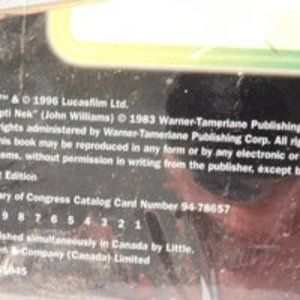 ™ & © 1996 Lucasfilm Ltd.
pti Nek" (John Williams) © 1983 Warner-Tamerlane Publishing
rights administered by Warner-Tamerlane Publishing Corp. All rights
this book may be reproduced in any form or by any electronic or
ems, without permission in writing from the publisher, except b
t Edition
ary of Congress Catalog Card Number 94-78657
9 8 7 6 5 4 3 2 1
ished simultaneously in Canada by Little,
n & Company (Canada) Limited
1045